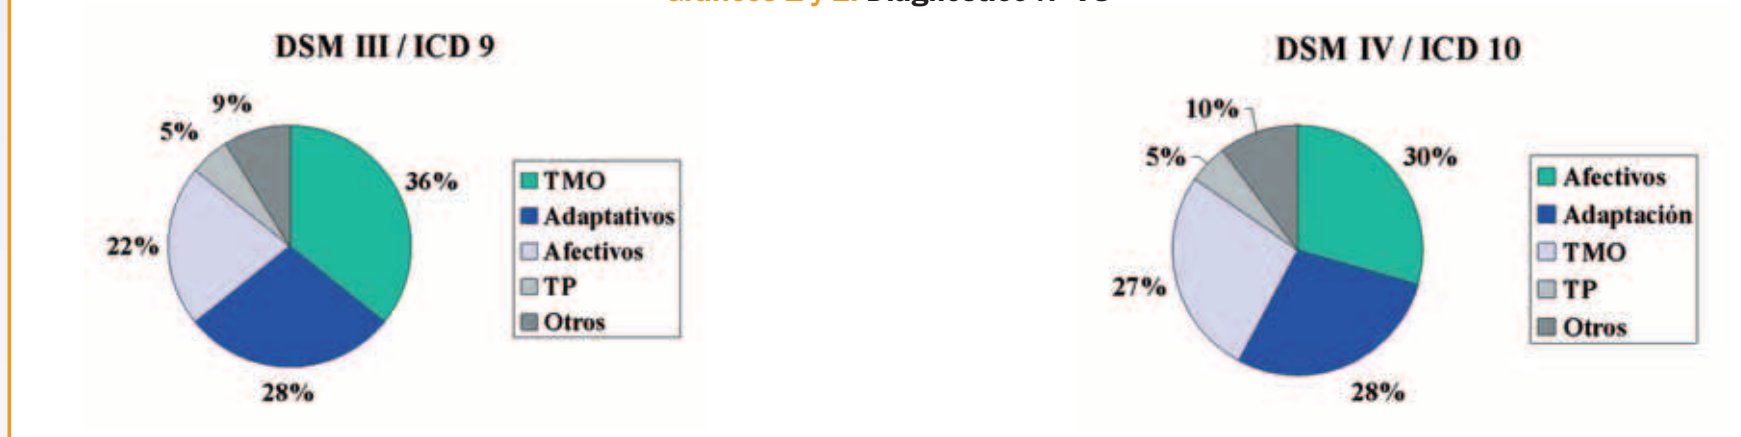 DSM III / ICD 9
9%
5%
36%
22%
28%
TMO
Adaptativos
Afectivos
TP
Otros
DSM IV / ICD 10
10%
5%
30%
27%
28%
Afectivos
Adaptación
TMO
TP
Otros